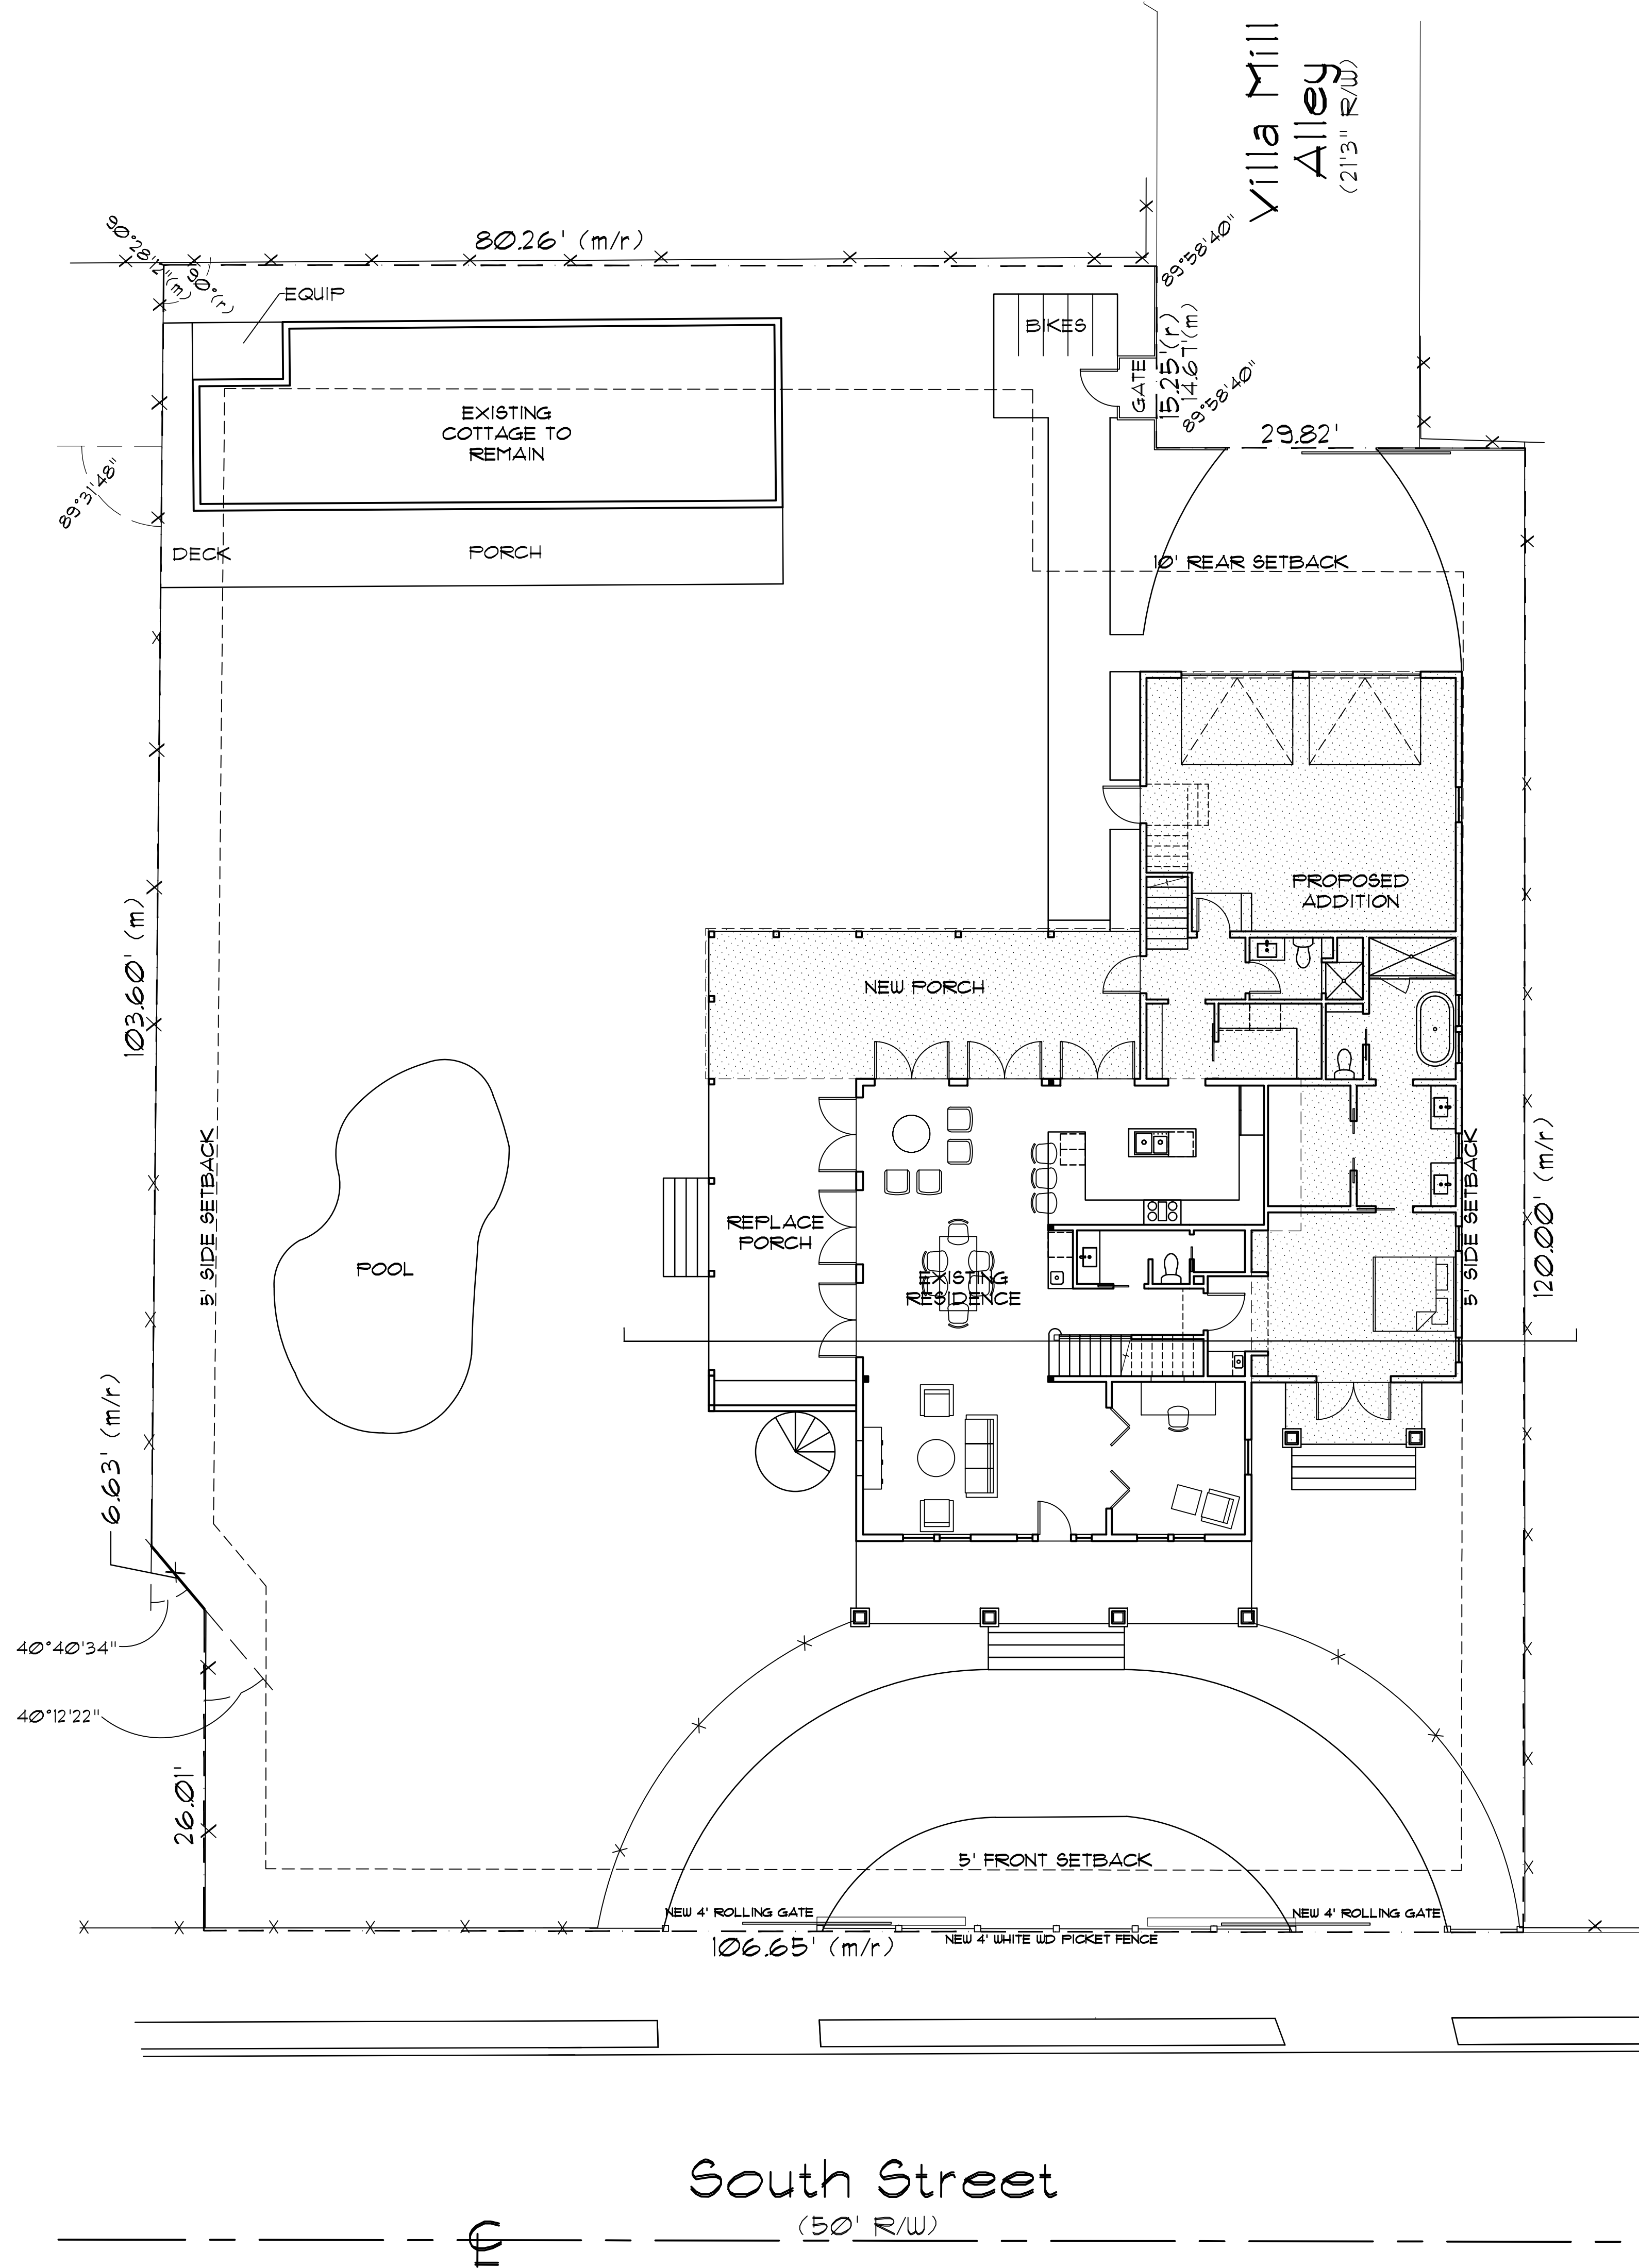 Villa Mill
Alley
(21'3" R/W)
80.26' (m/r)
90°28'12"(m)
90°(r)
89°58'40"
EQUIP
BIKES
GATE
15.25'(r)
14.67'(m)
89°58'40"
29.82'
EXISTING
COTTAGE TO
REMAIN
89°31'48"
DECK
PORCH
10' REAR SETBACK
PROPOSED
ADDITION
103.60' (m)
NEW PORCH
5' SIDE SETBACK
REPLACE
PORCH
POOL
EXISTING
RESIDENCE
5' SIDE SETBACK
120.00' (m/r)
6.63' (m/r)
40°40'34"
40°12'22"
26.01'
5' FRONT SETBACK
NEW 4' ROLLING GATE
NEW 4' ROLLING GATE
106.65' (m/r)
NEW 4' WHITE WD PICKET FENCE
South Street
(50' R/W)